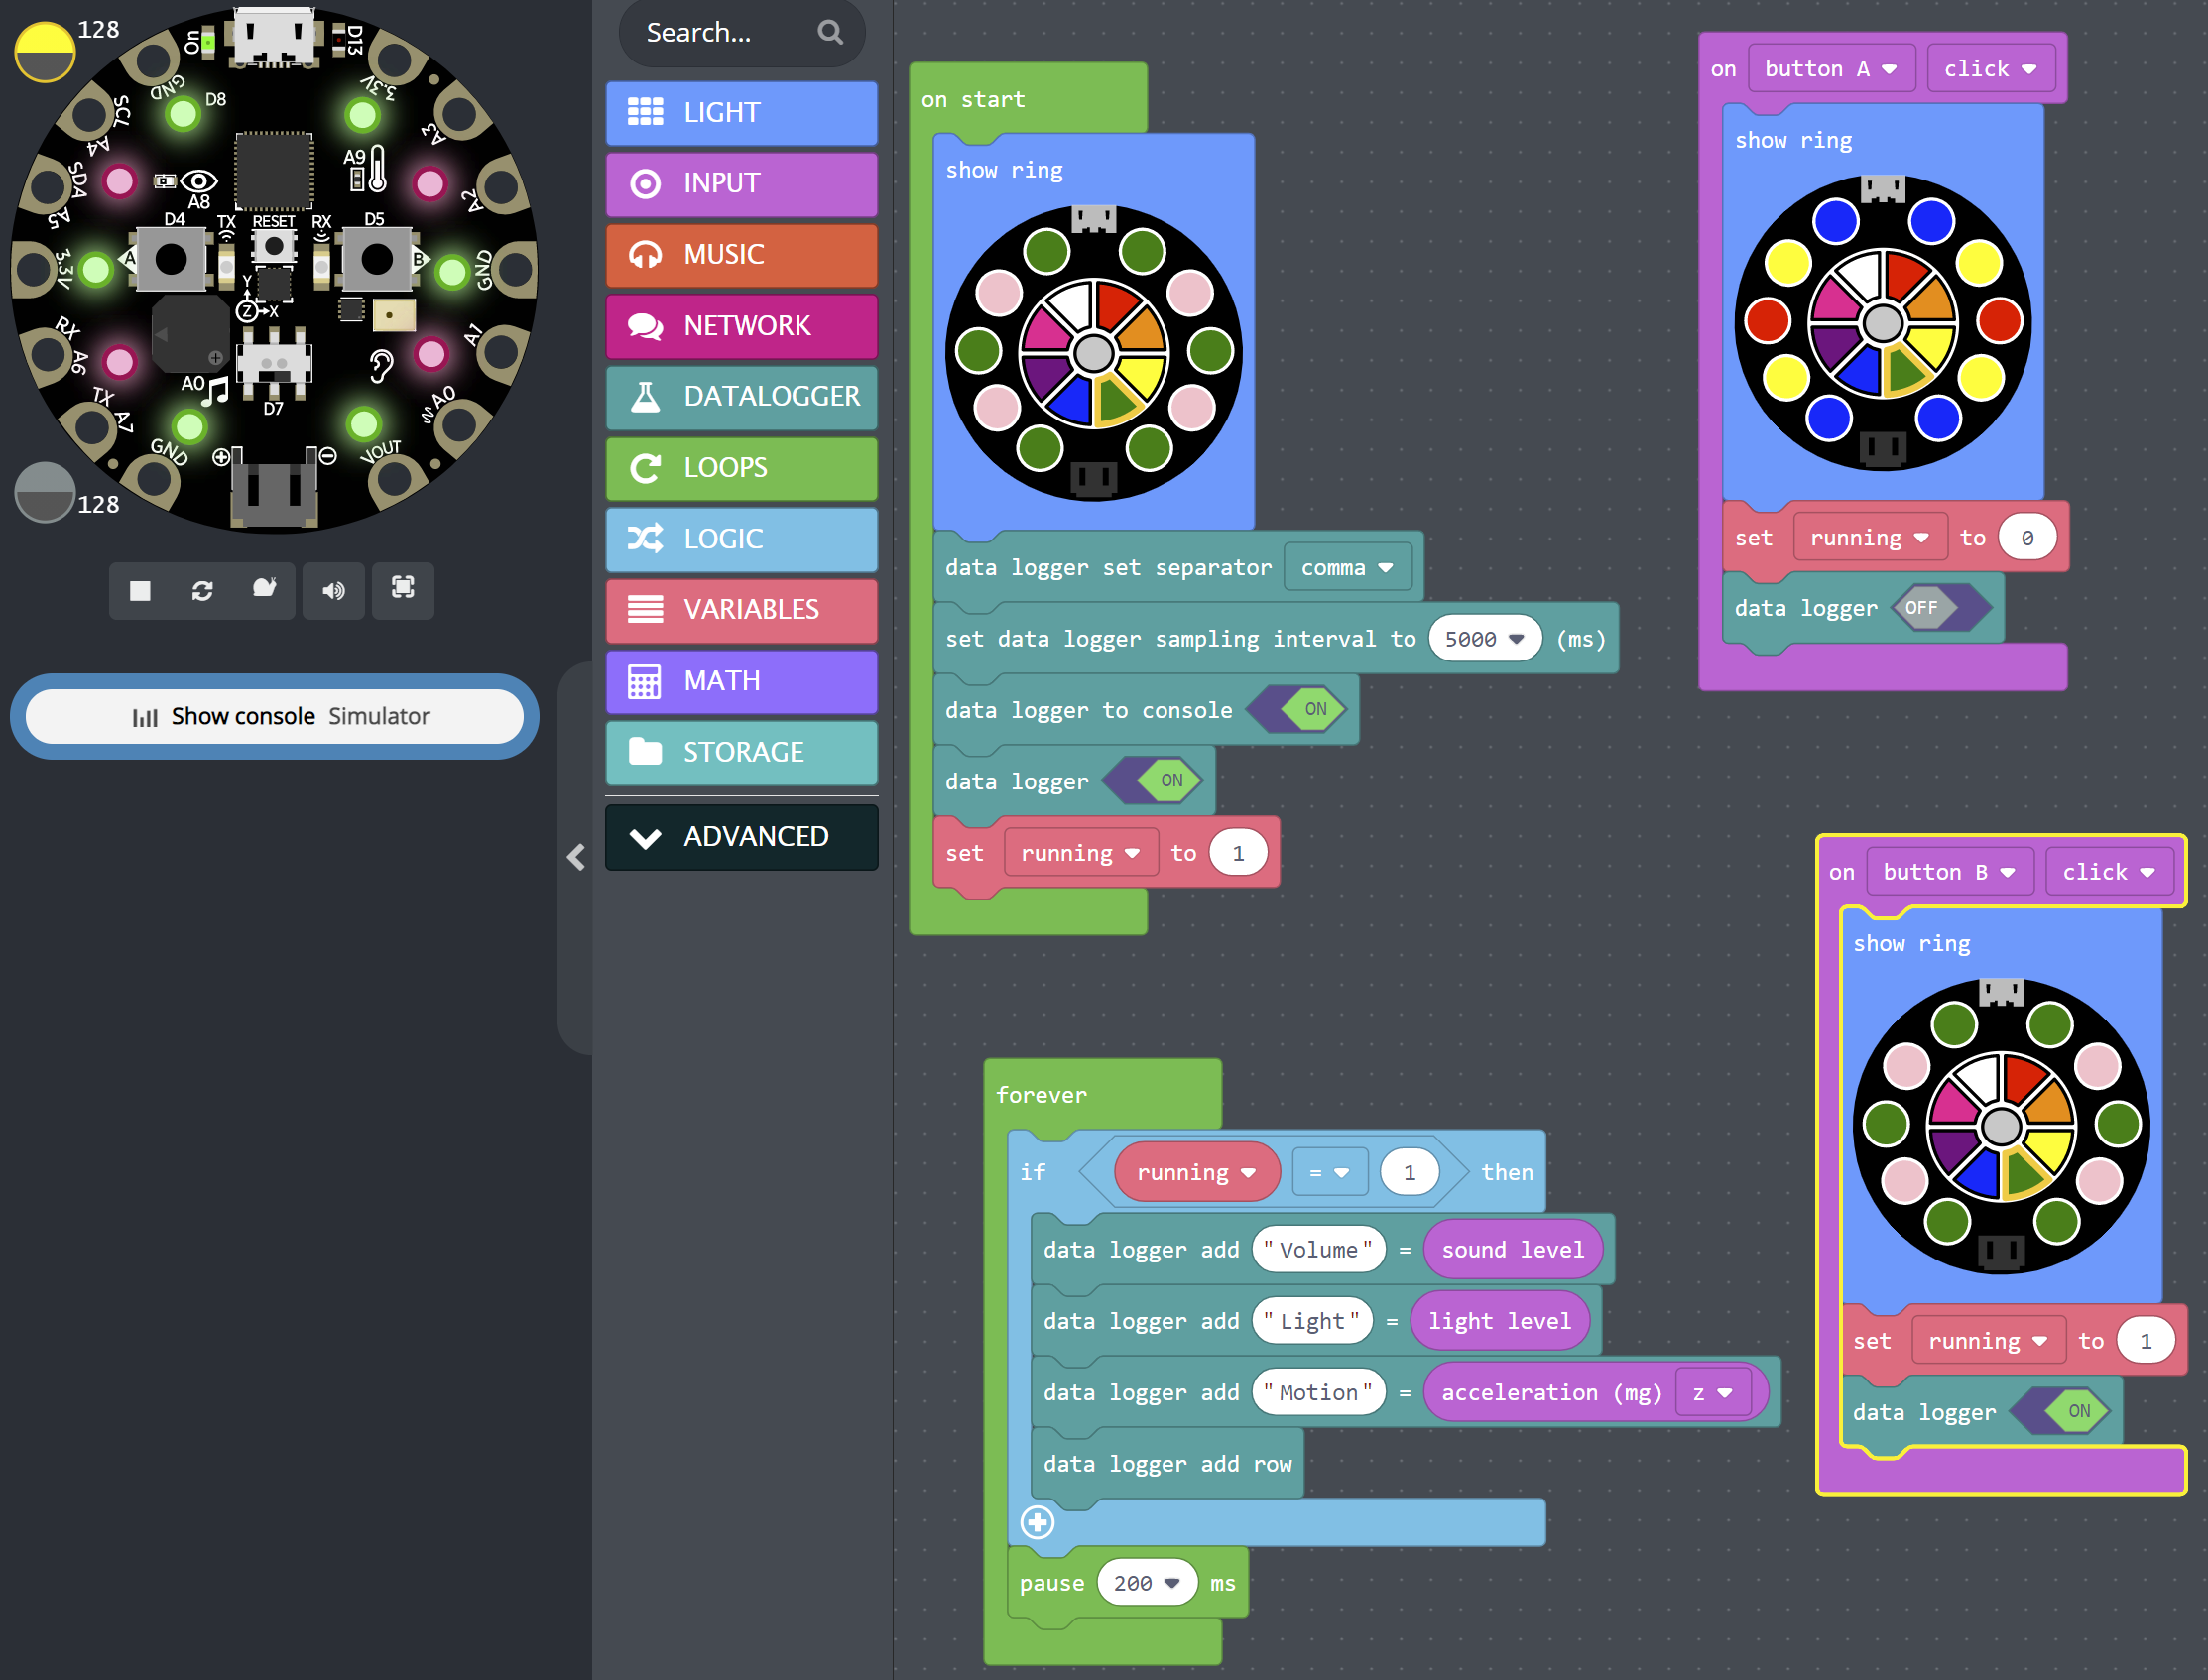 128
On
D13
GND
D8
3.3V
SCL
A4
A3
SDA
A5
A9
A8
A2
D4
TX
RESET
RX
D5
3.3V
A
B
GND
Y
Z
X
RX
A6
A1
TX
A7
A0
D7
A0
GND
VOUT
128
Show console Simulator
Search...
LIGHT
INPUT
MUSIC
NETWORK
DATALOGGER
LOOPS
LOGIC
VARIABLES
MATH
STORAGE
ADVANCED
on start
show ring
data logger set separator comma
set data logger sampling interval to 5000 (ms)
data logger to console ON
data logger ON
set running to 1
forever
if running = 1 then
data logger add "Volume" = sound level
data logger add "Light" = light level
data logger add "Motion" = acceleration (mg) z
data logger add row
pause 200 ms
on button A click
show ring
set running to 0
data logger OFF
on button B click
show ring
set running to 1
data logger ON